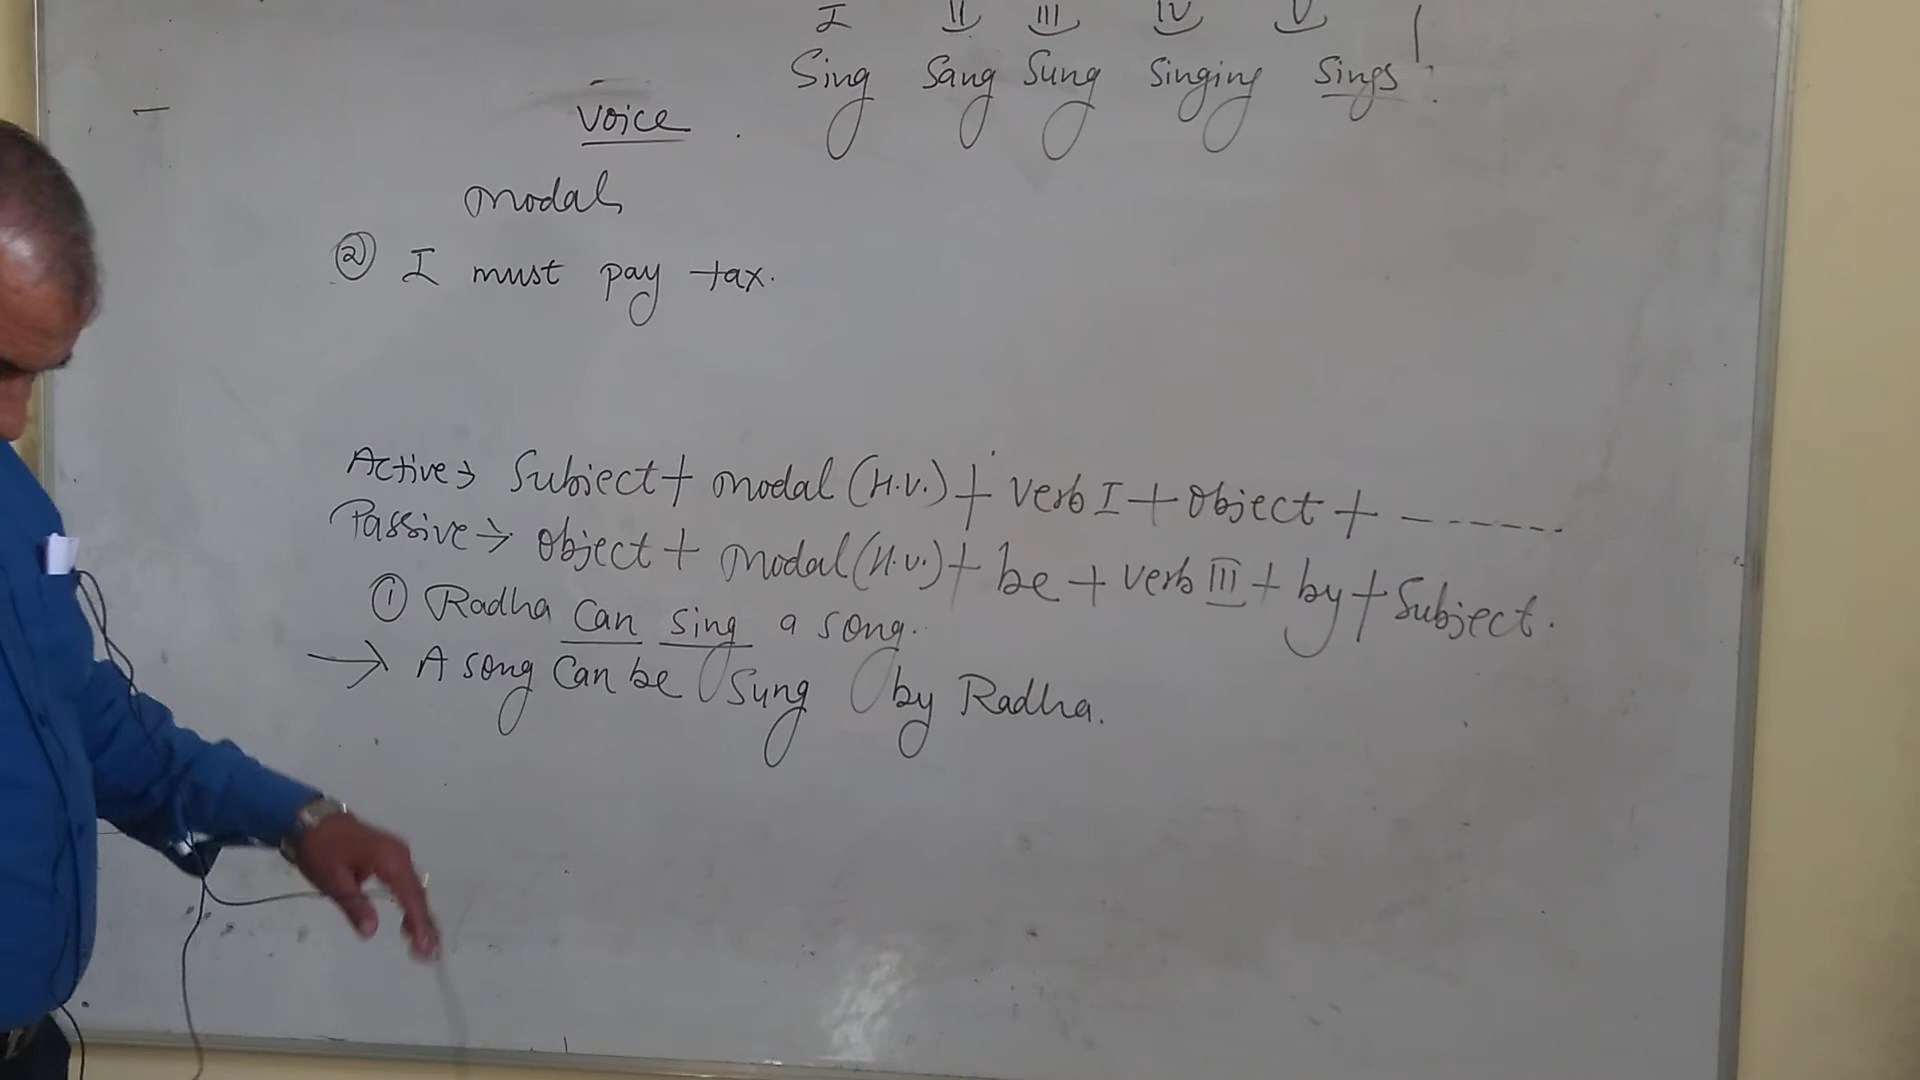 I II III IV V
Sing Sang Sung Singing Sings
Voice
modals
② I must pay tax.
Active → Subject + modal (H.V.) + verb I + object + ------
Passive → object + modal (H.V.) + be + verb III + by + Subject.
① Radha can sing a song.
→ A song can be sung by Radha.